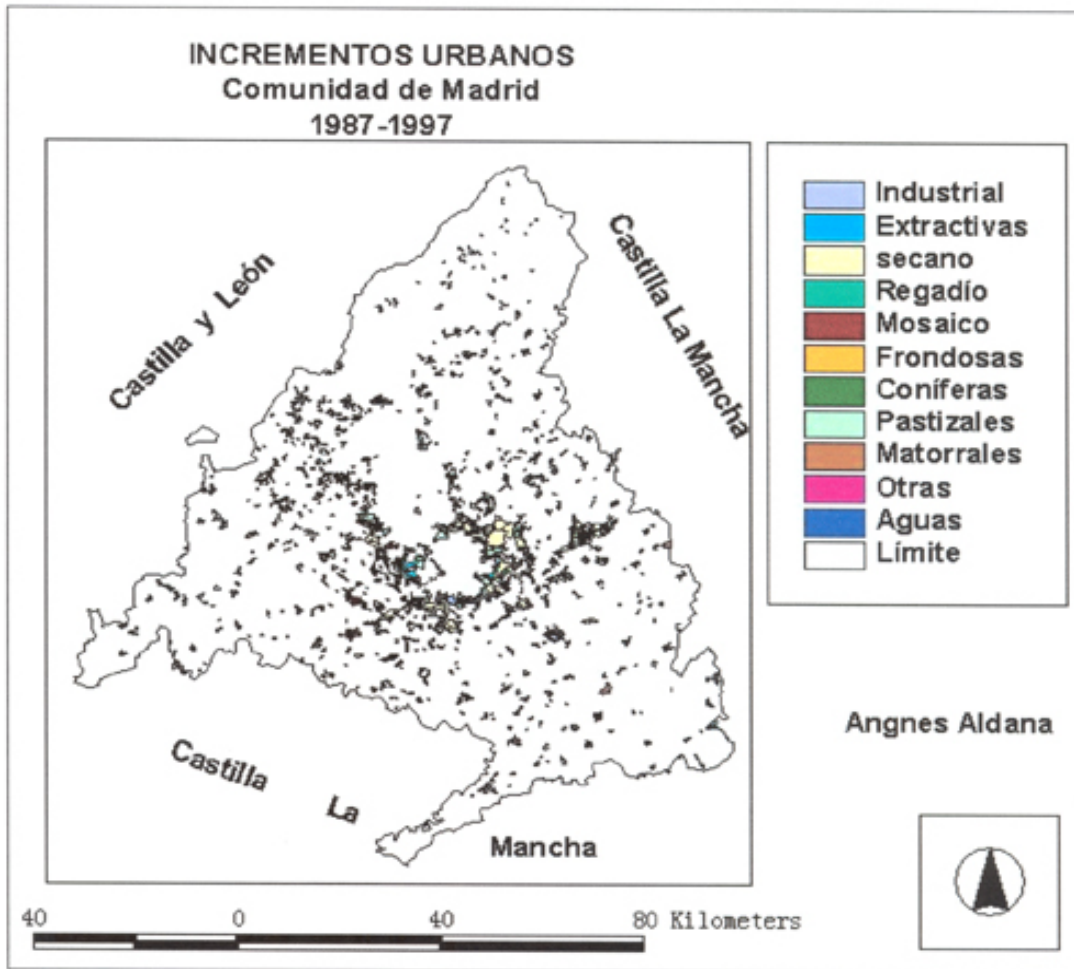 INCREMENTOS URBANOS
Comunidad de Madrid
1987-1997
Castilla y León
Castilla La Mancha
Castilla La Mancha
Industrial
Extractivas
secano
Regadío
Mosaico
Frondosas
Coníferas
Pastizales
Matorrales
Otras
Aguas
Límite
Angnes Aldana
40 0 40 80 Kilometers